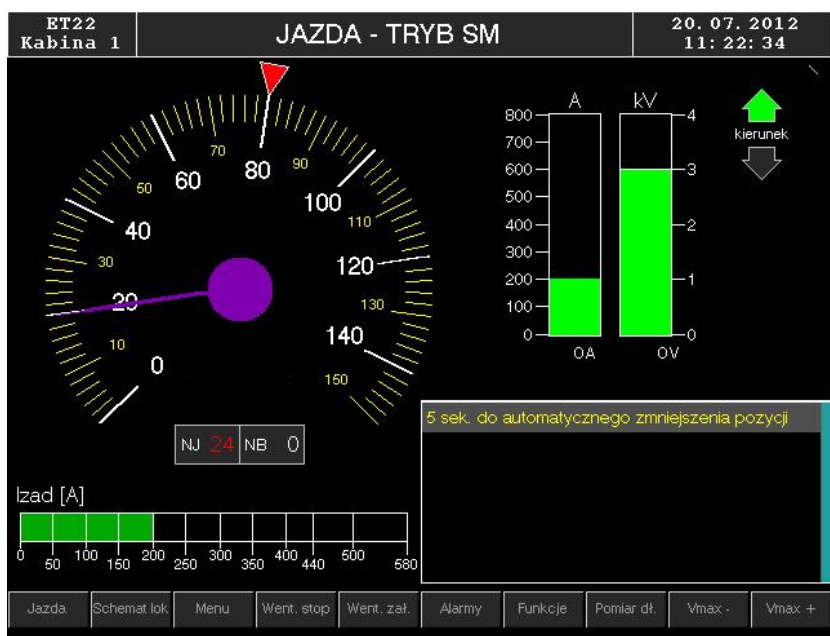 ET22
Kabina 1
JAZDA - TRYB SM
20. 07. 2012
11: 22: 34
0
10
20
30
40
50
60
70
80
90
100
110
120
130
140
150
A
kV
800
700
600
500
400
300
200
100
0
4
3
2
1
0
OA
OV
kierunek
NJ 24 NB 0
5 sek. do automatycznego zmniejszenia pozycji
Izad [A]
0 50 100 150 200 250 300 350 400 440 500 580
Jazda Schemat lok Menu Went. stop Went. zał. Alarmy Funkcje Pomiar dł. Vmax - Vmax +